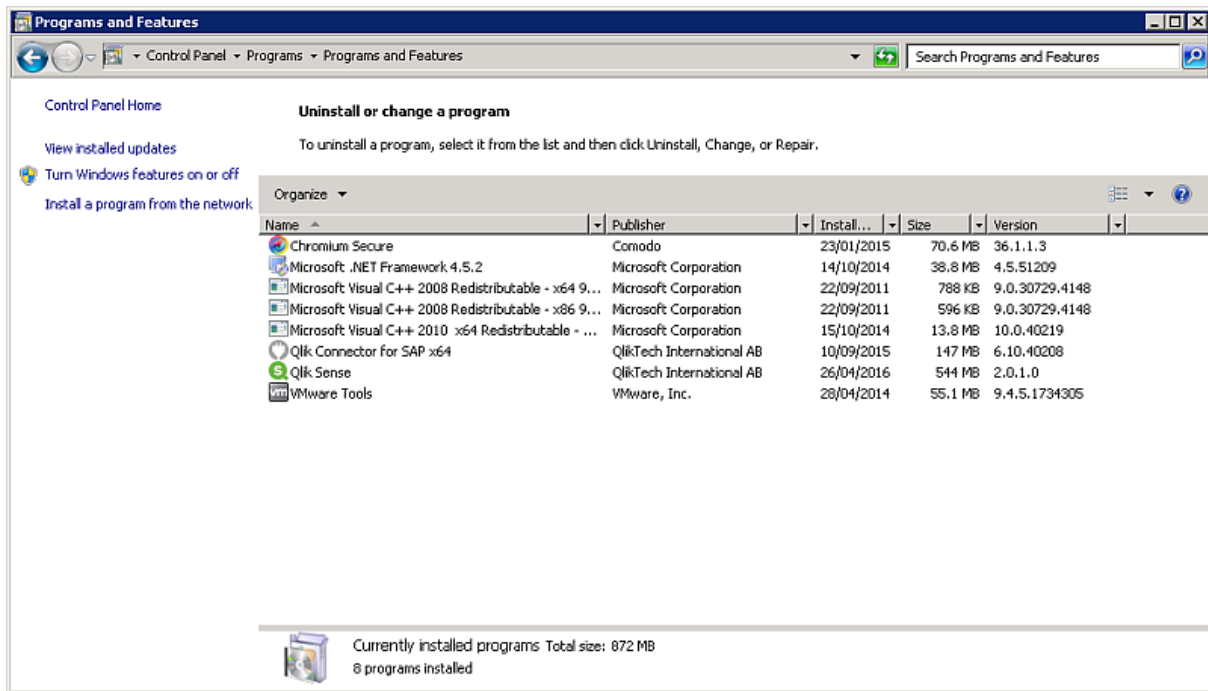 Programs and Features
Control Panel Programs Programs and Features Search Programs and Features
Control Panel Home
View installed updates
Turn Windows features on or off
Install a program from the network
Uninstall or change a program
To uninstall a program, select it from the list and then click Uninstall, Change, or Repair.
Organize
Name Publisher Install... Size Version
Chromium Secure Comodo 23/01/2015 70.6 MB 36.1.1.3
Microsoft .NET Framework 4.5.2 Microsoft Corporation 14/10/2014 38.8 MB 4.5.51209
Microsoft Visual C++ 2008 Redistributable - x64 9... Microsoft Corporation 22/09/2011 788 KB 9.0.30729.4148
Microsoft Visual C++ 2008 Redistributable - x86 9... Microsoft Corporation 22/09/2011 596 KB 9.0.30729.4148
Microsoft Visual C++ 2010 x64 Redistributable - ... Microsoft Corporation 15/10/2014 13.8 MB 10.0.40219
Qlik Connector for SAP x64 QlikTech International AB 10/09/2015 147 MB 6.10.40208
Qlik Sense QlikTech International AB 26/04/2016 544 MB 2.0.1.0
VMware Tools VMware, Inc. 28/04/2014 55.1 MB 9.4.5.1734305
Currently installed programs Total size: 872 MB
8 programs installed